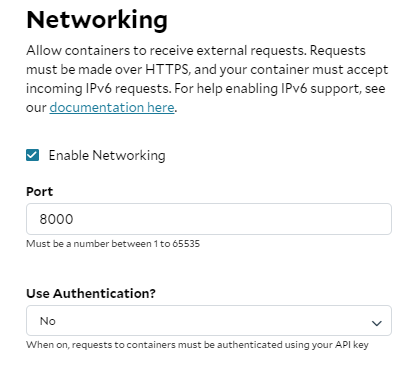 Networking
Allow containers to receive external requests. Requests
must be made over HTTPS, and your container must accept
incoming IPv6 requests. For help enabling IPv6 support, see
our documentation here.
Enable Networking
Port
8000
Must be a number between 1 to 65535
Use Authentication?
No
When on, requests to containers must be authenticated using your API key